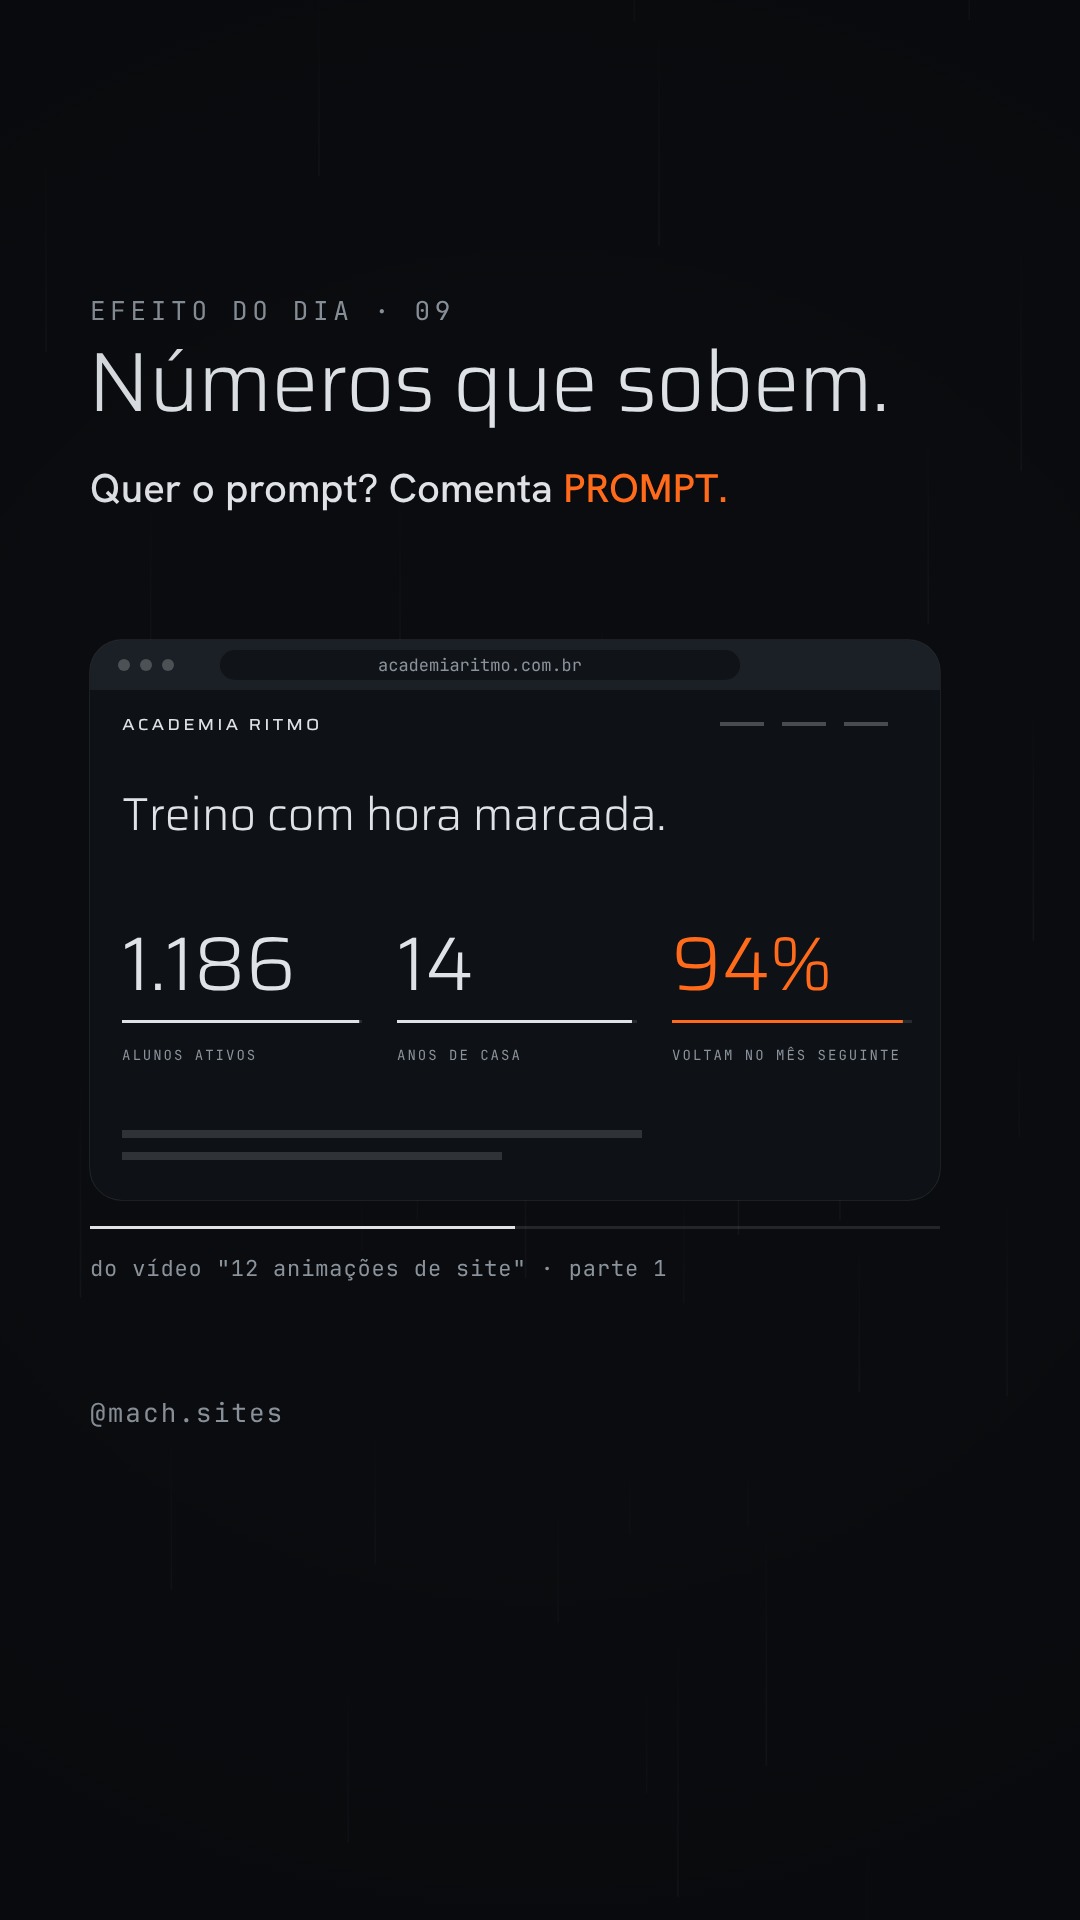 EFEITO DO DIA · 09
Números que sobem.
Quer o prompt? Comenta PROMPT.
academiaritmo.com.br
ACADEMIA RITMO
Treino com hora marcada.
1.186 14 94%
ALUNOS ATIVOS ANOS DE CASA VOLTAM NO MÊS SEGUINTE
do vídeo "12 animações de site" · parte 1
@mach.sites